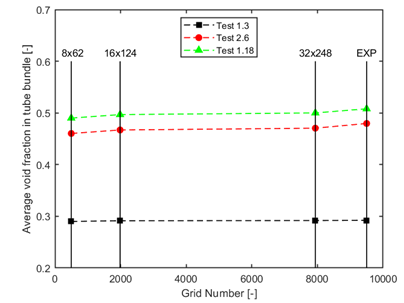 Test 1.3
Test 2.6
Test 1.18
8x62 16x124 32x248 EXP
0.7
0.6
0.5
0.4
0.3
0.2
Average void fraction in tube bundle [-]
0 2000 4000 6000 8000 10000
Grid Number [-]